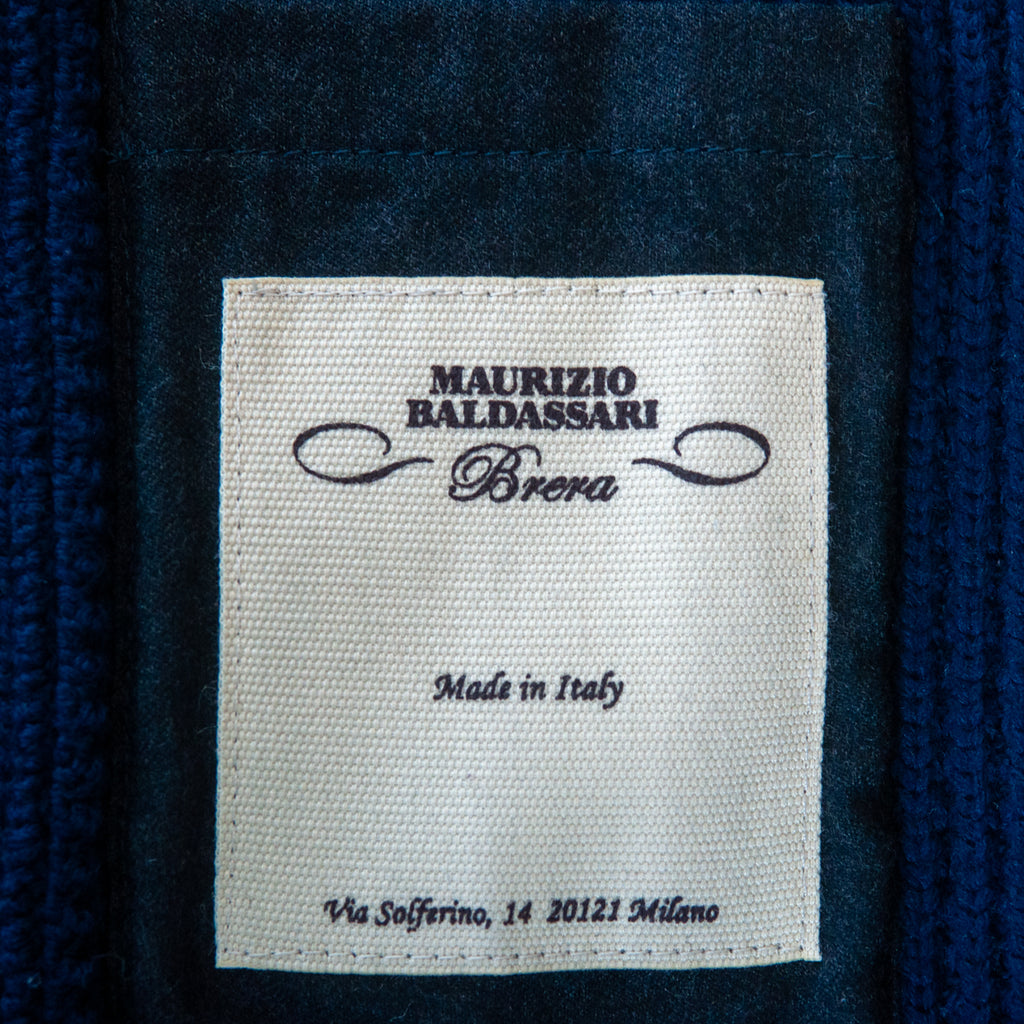 MAURIZIO
BALDASSARI
Brera
Made in Italy
Via Solferino, 14 20121 Milano